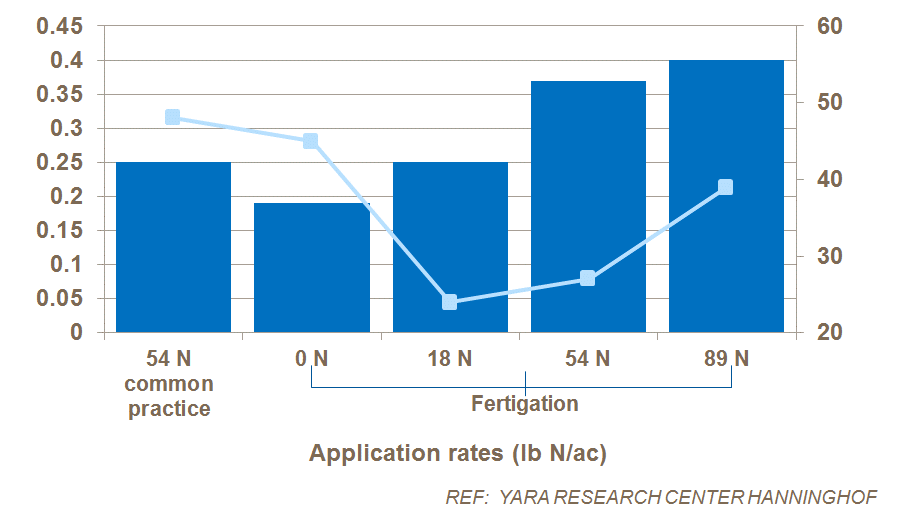 0.45
0.4
0.35
0.3
0.25
0.2
0.15
0.1
0.05
0
60
50
40
30
20
54 N
common
practice
0 N
18 N
54 N
89 N
Fertigation
Application rates (lb N/ac)
REF: YARA RESEARCH CENTER HANNINGHOF